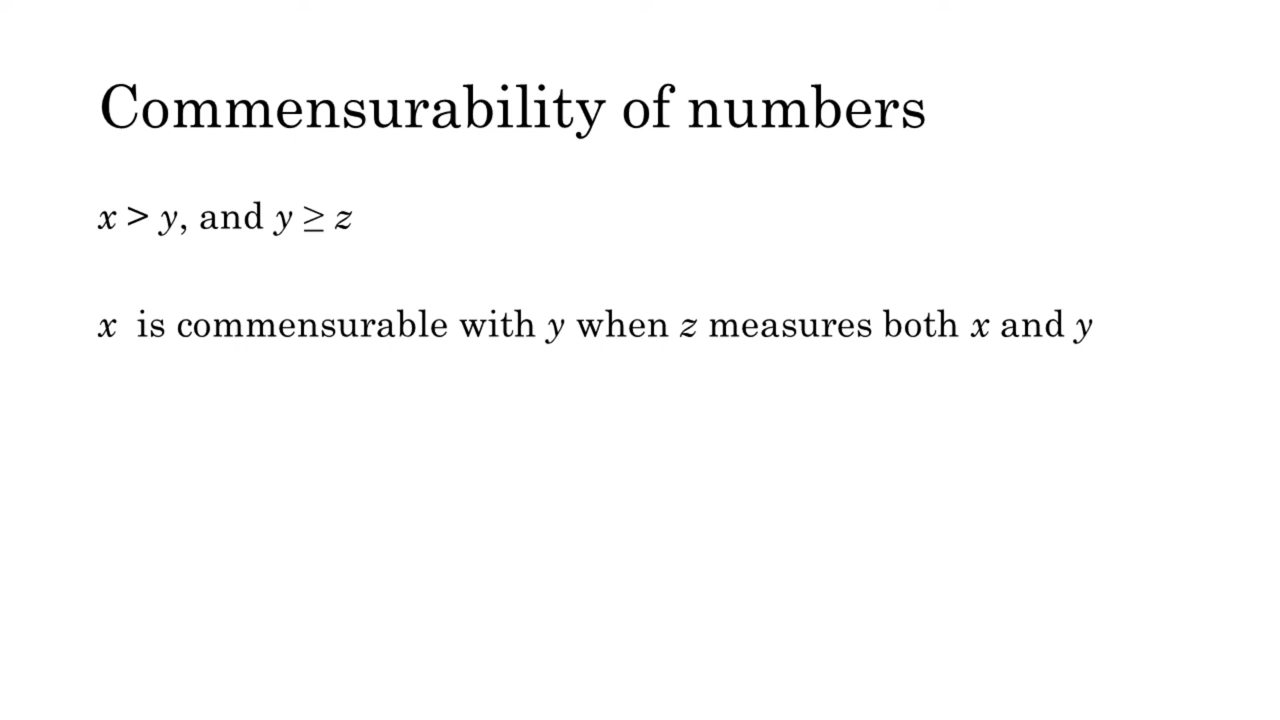 Commensurability of numbers
x > y, and y ≥ z
x is commensurable with y when z measures both x and y